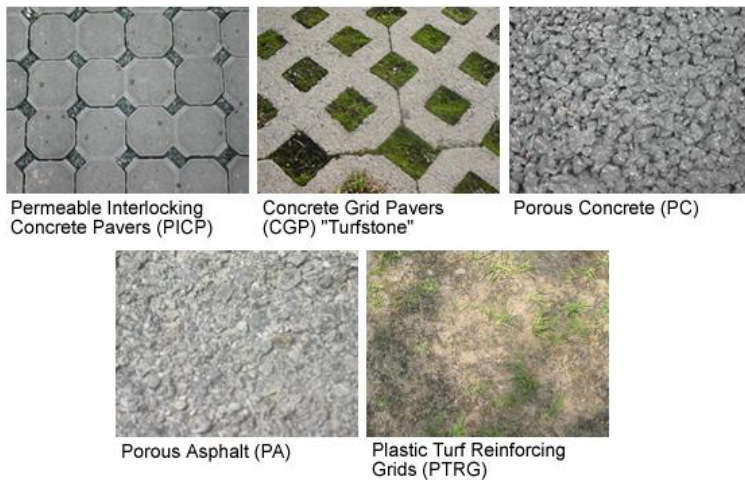 Permeable Interlocking
Concrete Pavers (PICP)
Concrete Grid Pavers
(CGP) "Turfstone"
Porous Concrete (PC)
Porous Asphalt (PA)
Plastic Turf Reinforcing
Grids (PTRG)